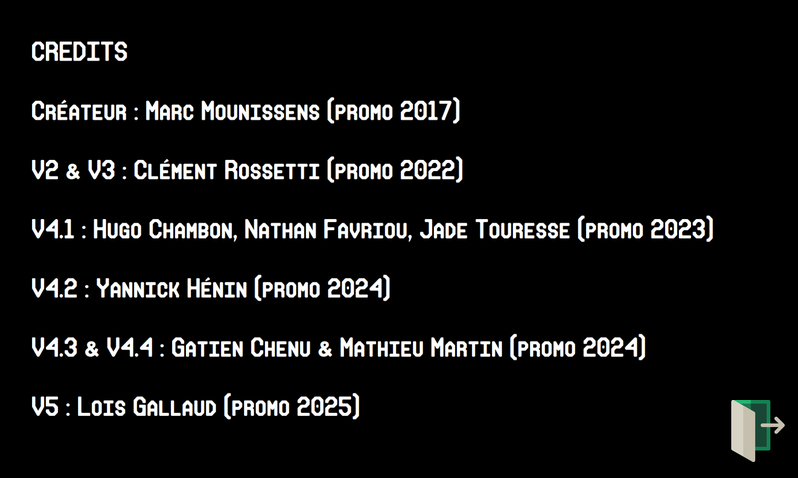 CREDITS
Créateur : Marc Mounissens (promo 2017)
V2 & V3 : Clément Rossetti (promo 2022)
V4.1 : Hugo Chambon, Nathan Favriou, Jade Touresse (promo 2023)
V4.2 : Yannick Hénin (promo 2024)
V4.3 & V4.4 : Gatien Chenu & Mathieu Martin (promo 2024)
V5 : Lois Gallaud (promo 2025)